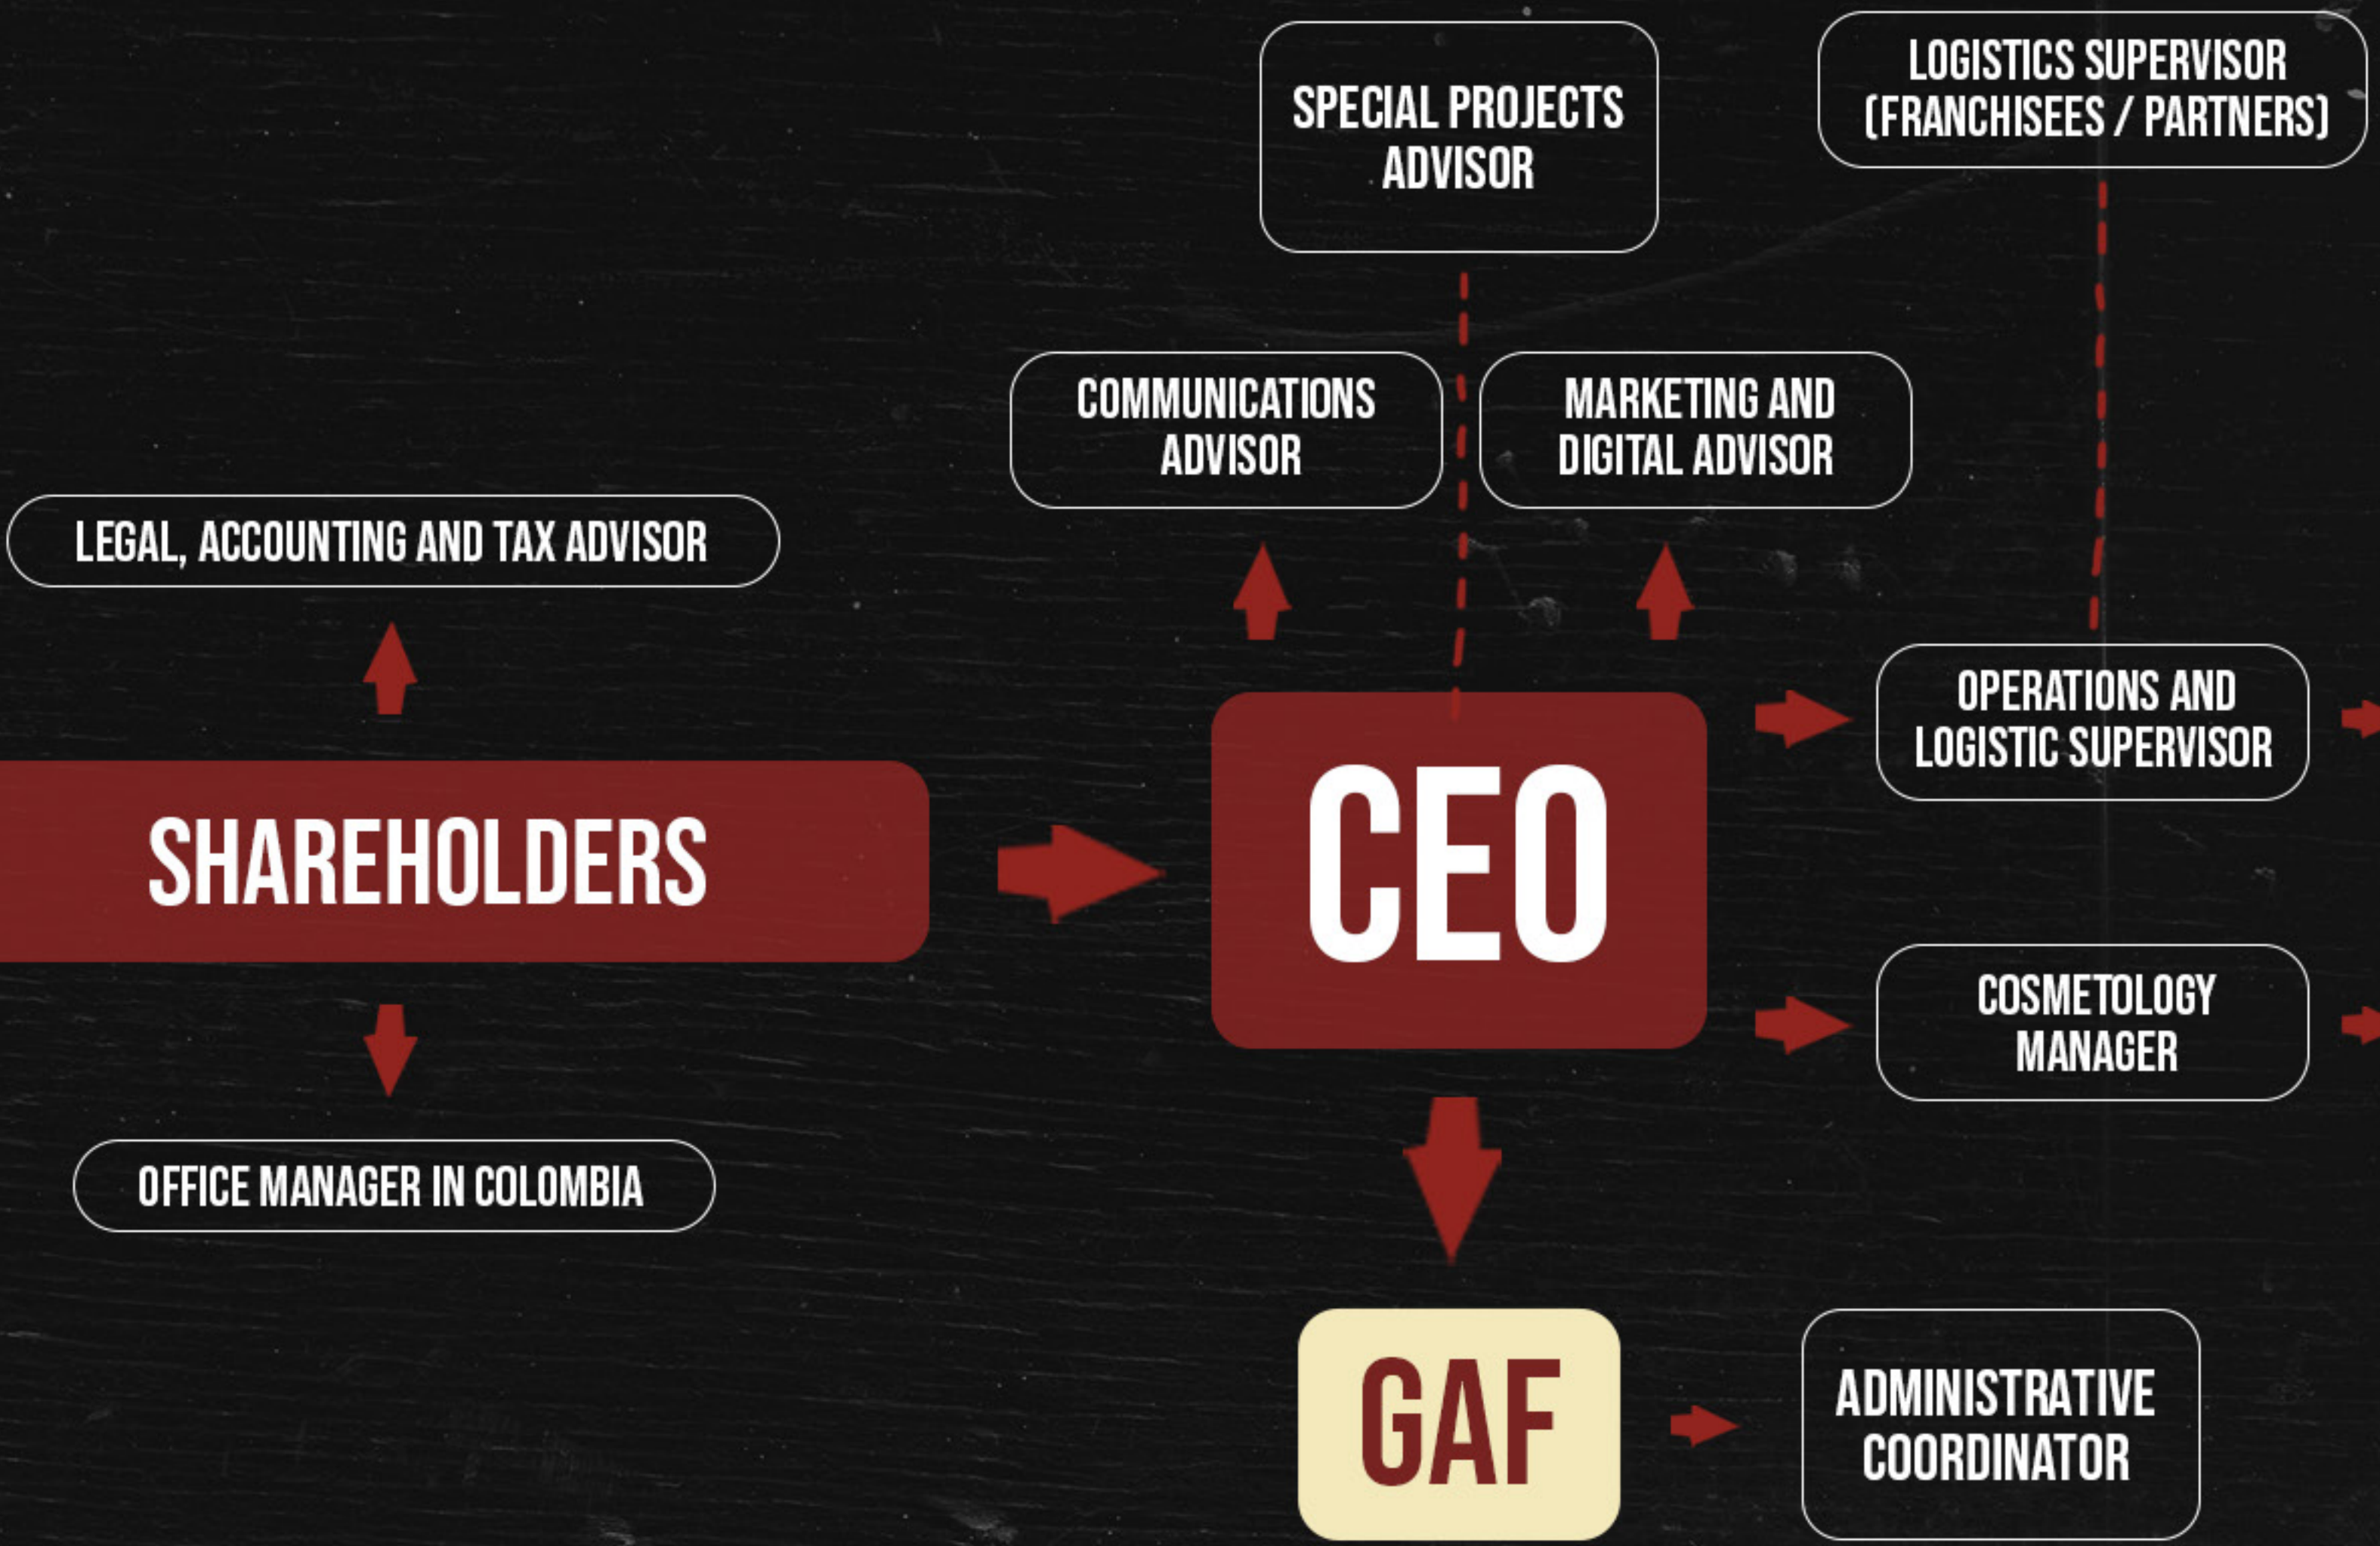 SPECIAL PROJECTS
ADVISOR
LOGISTICS SUPERVISOR
(FRANCHISEES / PARTNERS)
COMMUNICATIONS
ADVISOR
MARKETING AND
DIGITAL ADVISOR
LEGAL, ACCOUNTING AND TAX ADVISOR
OPERATIONS AND
LOGISTIC SUPERVISOR
SHAREHOLDERS
CEO
COSMETOLOGY
MANAGER
OFFICE MANAGER IN COLOMBIA
GAF
ADMINISTRATIVE
COORDINATOR